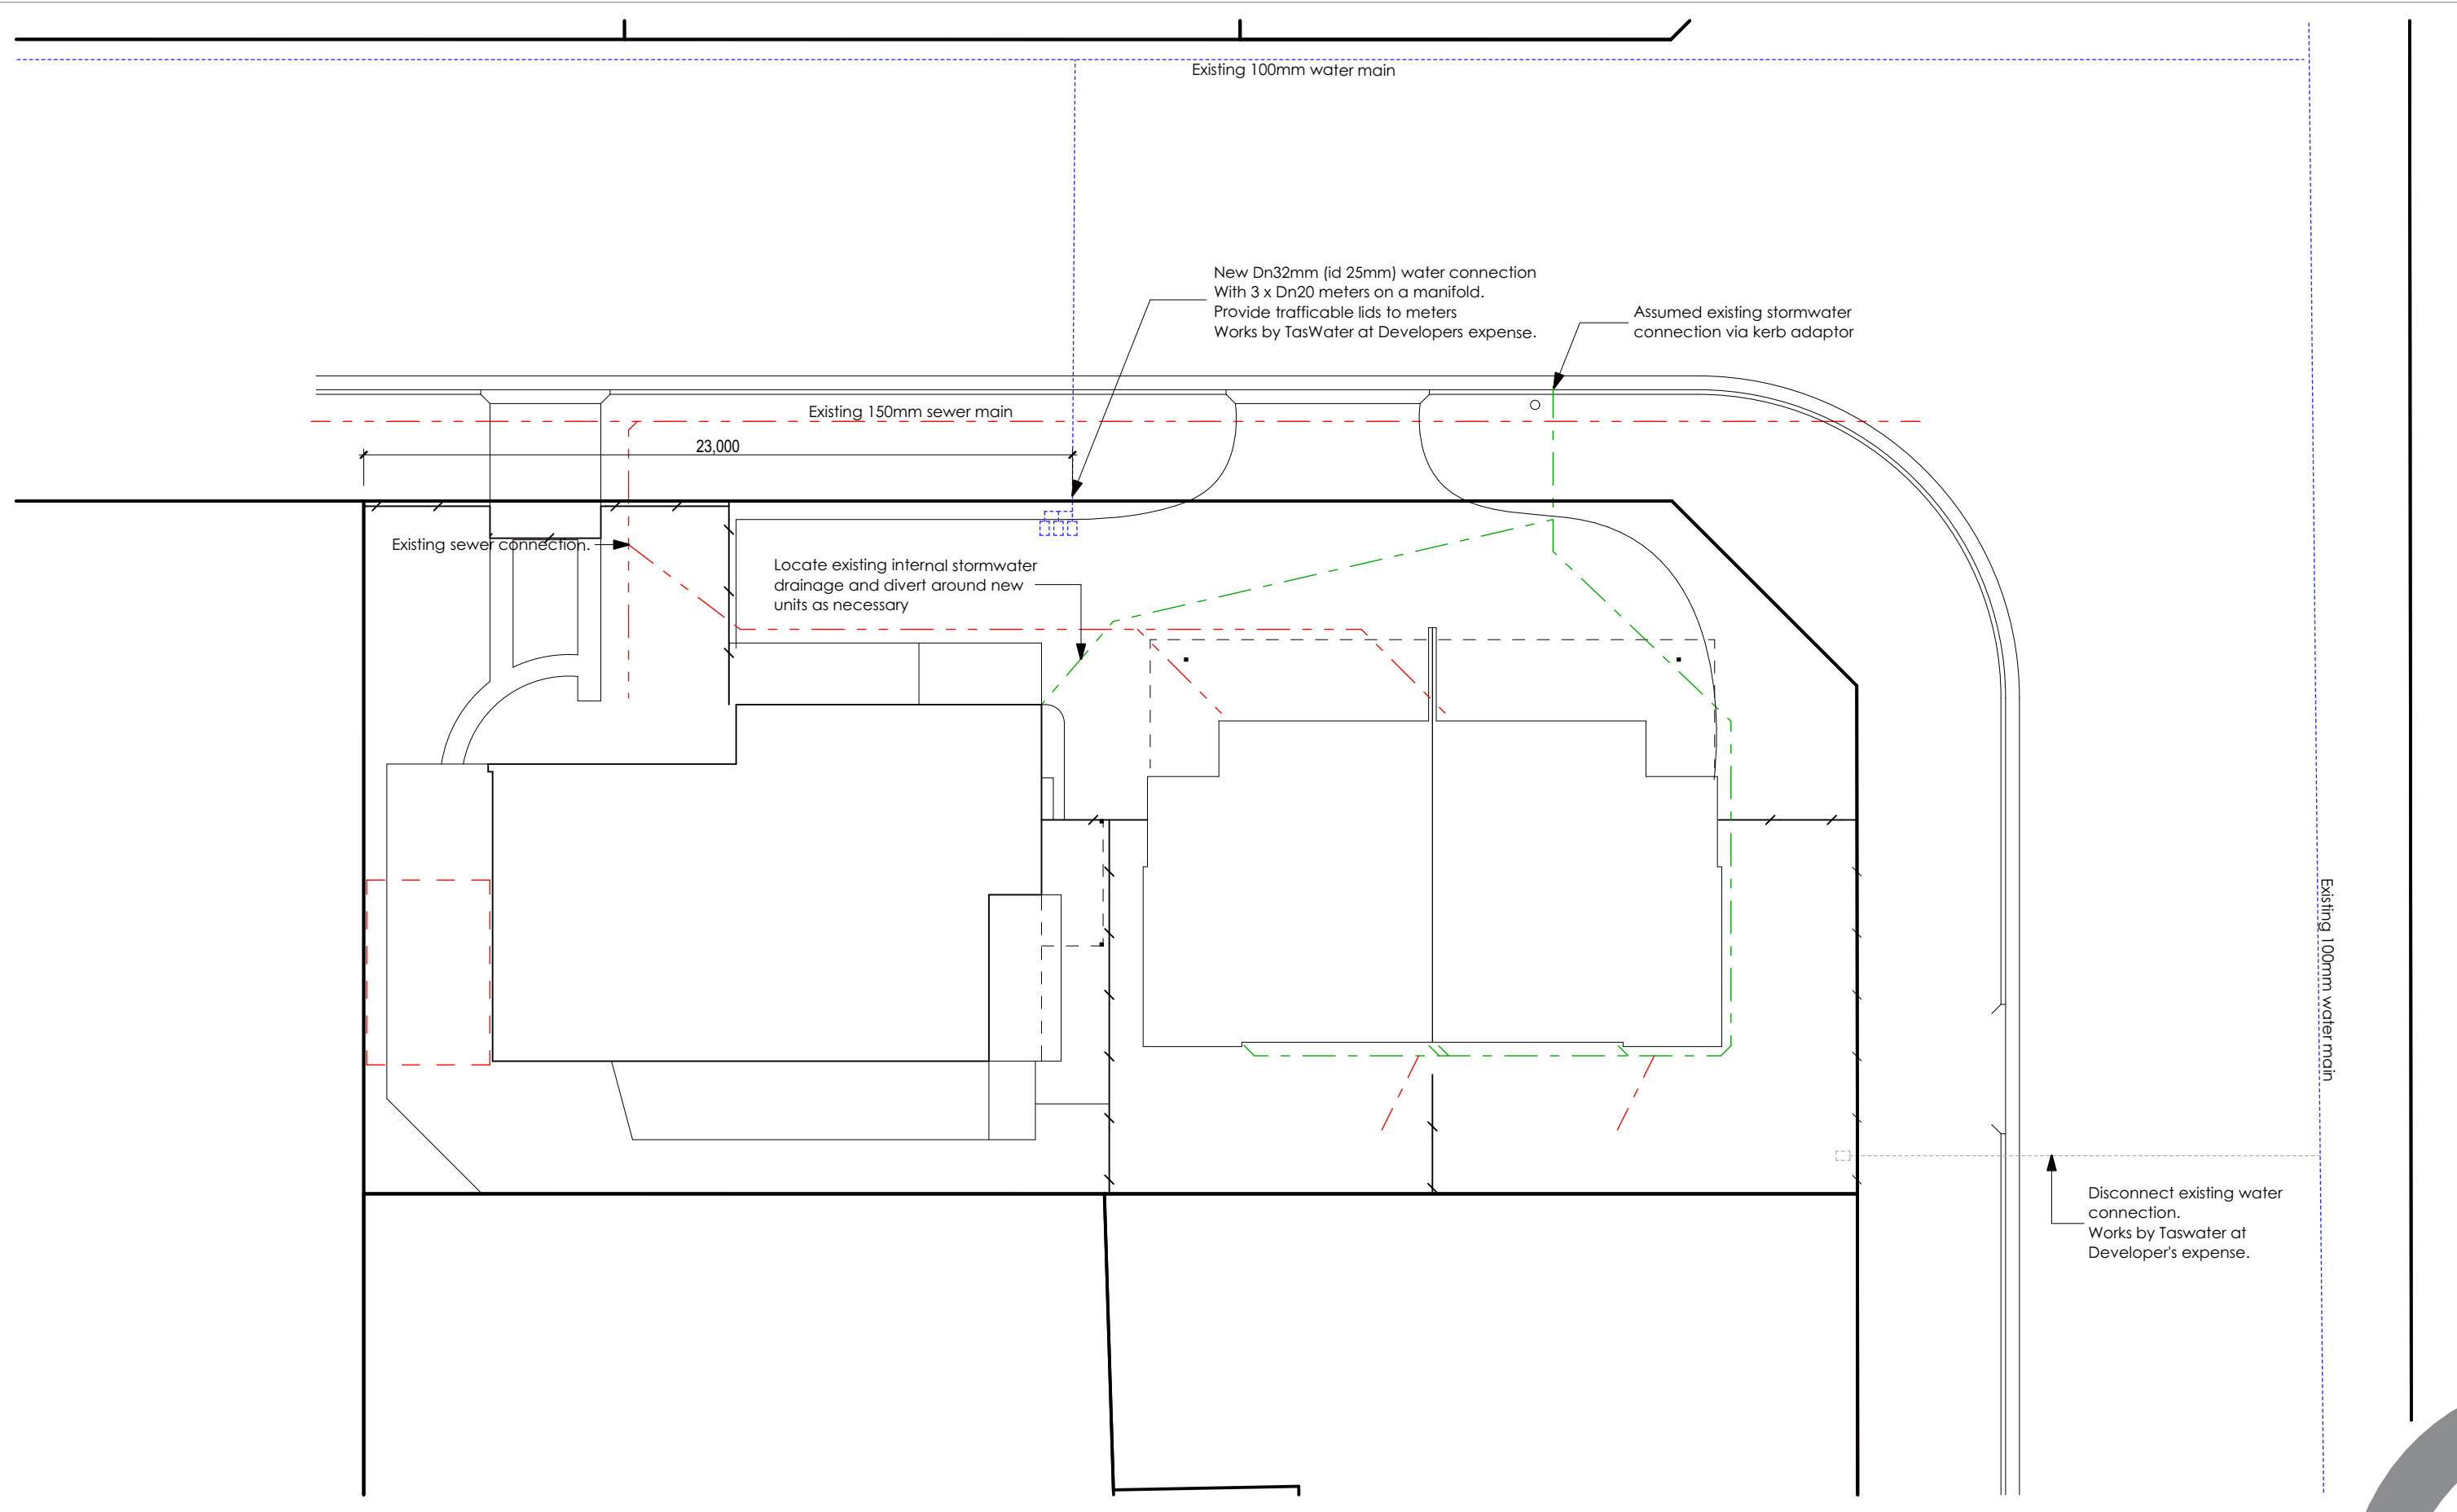 Existing 100mm water main
New Dn32mm (id 25mm) water connection
With 3 x Dn20 meters on a manifold.
Provide trafficable lids to meters
Works by TasWater at Developers expense.
Assumed existing stormwater
connection via kerb adaptor
Existing 150mm sewer main
23,000
Existing sewer connection.
Locate existing internal stormwater
drainage and divert around new
units as necessary
Existing 100mm water main
Disconnect existing water
connection.
Works by Taswater at
Developer's expense.